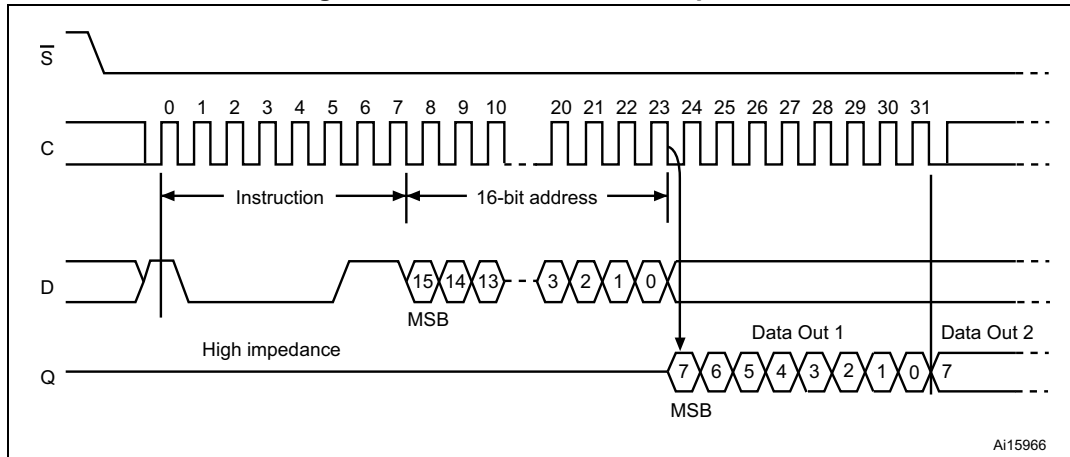 S
0 1 2 3 4 5 6 7 8 9 10 20 21 22 23 24 25 26 27 28 29 30 31
C
Instruction 16-bit address
D 15 14 13 3 2 1 0
MSB
High impedance Data Out 1 Data Out 2
Q 7 6 5 4 3 2 1 0 7
MSB
Ai15966